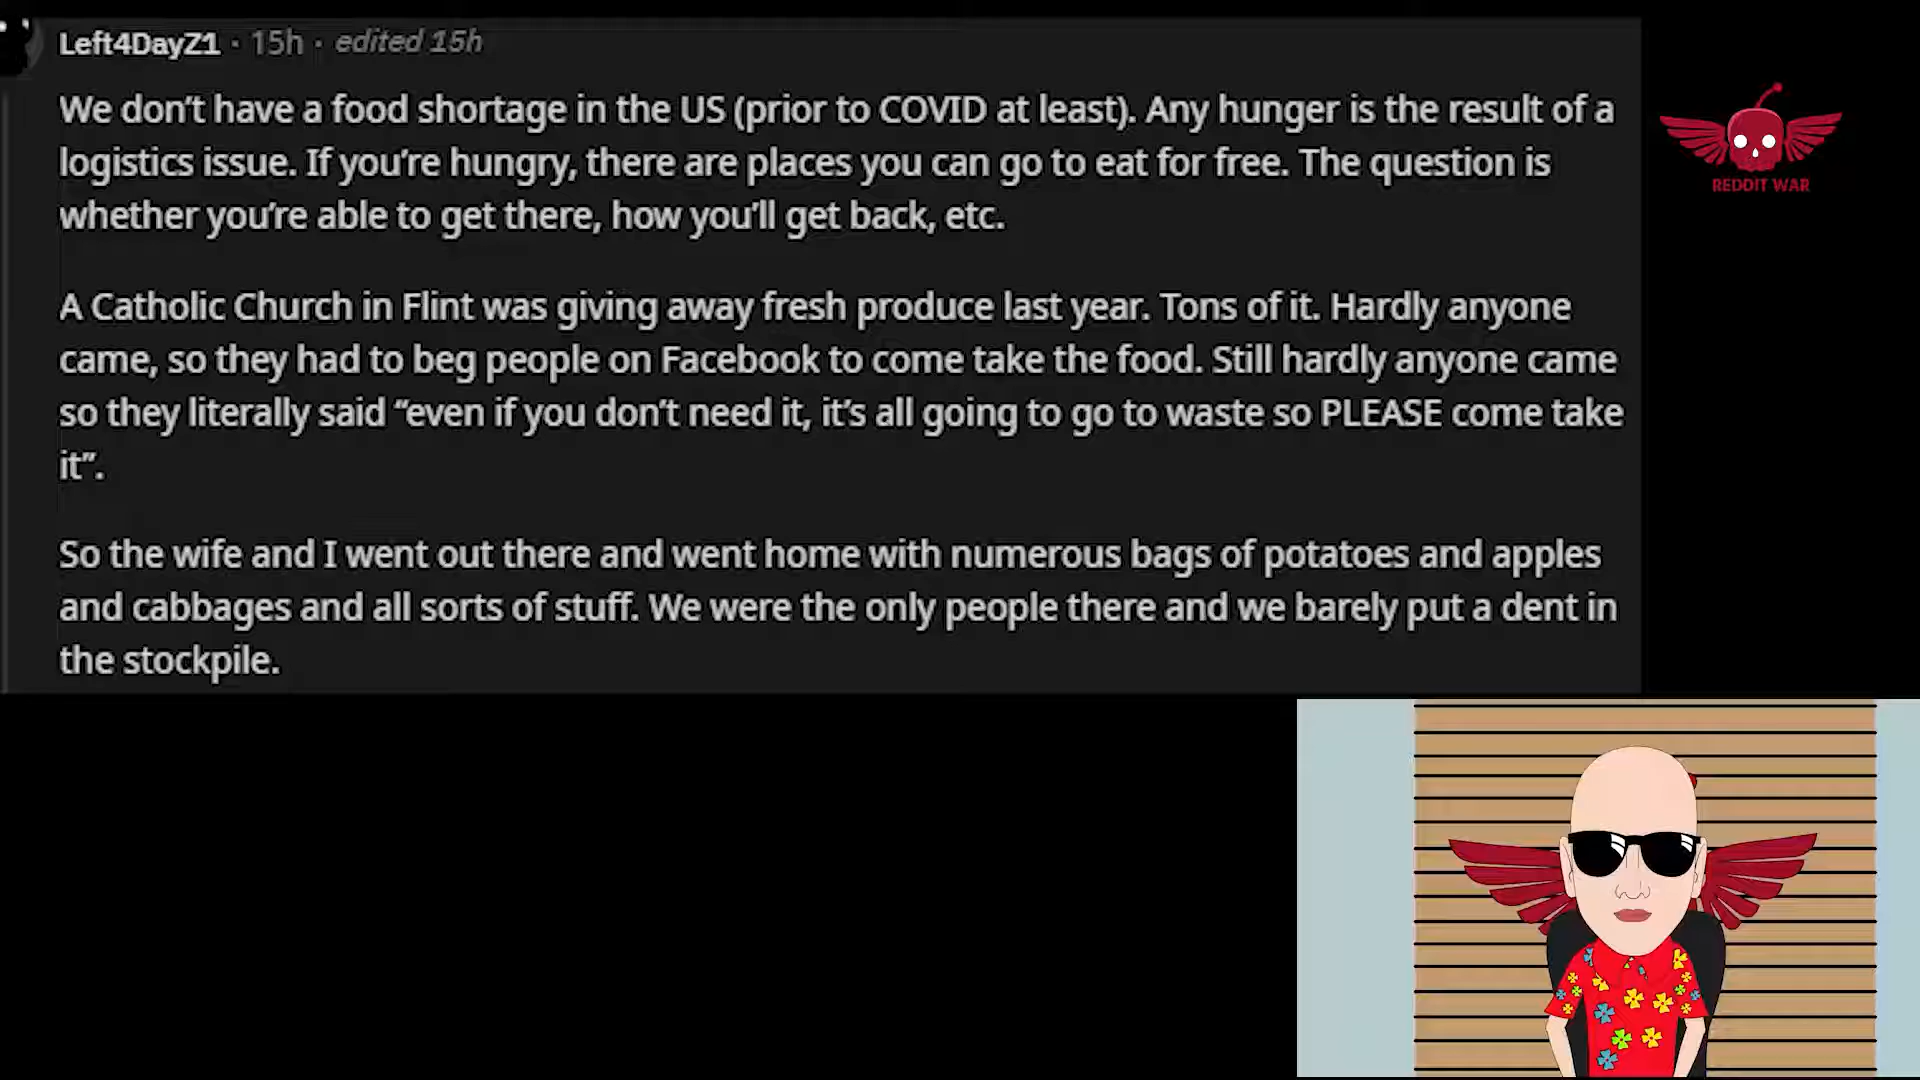 Left4DayZ1 · 15h · edited 15h
We don't have a food shortage in the US (prior to COVID at least). Any hunger is the result of a
logistics issue. If you're hungry, there are places you can go to eat for free. The question is
whether you're able to get there, how you'll get back, etc.
A Catholic Church in Flint was giving away fresh produce last year. Tons of it. Hardly anyone
came, so they had to beg people on Facebook to come take the food. Still hardly anyone came
so they literally said “even if you don't need it, it's all going to go to waste so PLEASE come take
it”.
So the wife and I went out there and went home with numerous bags of potatoes and apples
and cabbages and all sorts of stuff. We were the only people there and we barely put a dent in
the stockpile.
REDDIT WAR